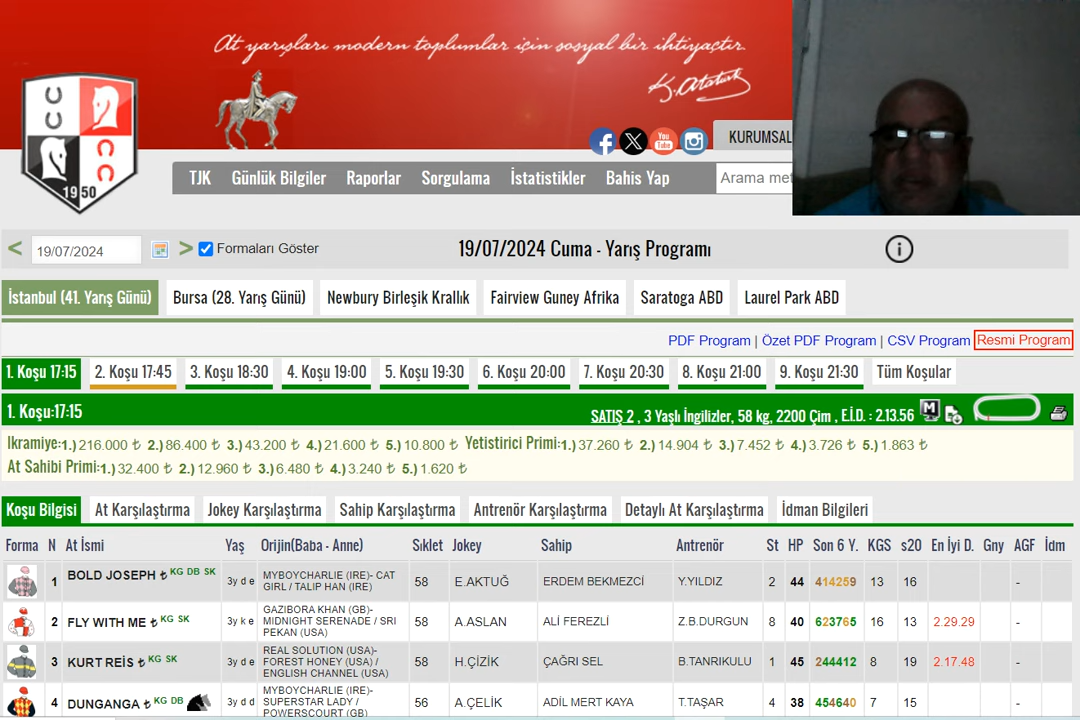 At yarışları modern toplumlar için sosyal bir ihtiyaçtır.
K. Atatürk
1950
You Tube
KURUMSAL
TJK Günlük Bilgiler Raporlar Sorgulama İstatistikler Bahis Yap Arama met
< 19/07/2024 > Formaları Göster 19/07/2024 Cuma - Yarış Programı
İstanbul (41. Yarış Günü) Bursa (28. Yarış Günü) Newbury Birleşik Krallık Fairview Guney Afrika Saratoga ABD Laurel Park ABD
PDF Program | Özet PDF Program | CSV Program Resmi Program
1. Koşu 17:15 2. Koşu 17:45 3. Koşu 18:30 4. Koşu 19:00 5. Koşu 19:30 6. Koşu 20:00 7. Koşu 20:30 8. Koşu 21:00 9. Koşu 21:30 Tüm Koşular
1. Koşu:17:15 SATIŞ 2 , 3 Yaşlı İngilizler, 58 kg, 2200 Çim , E.İ.D. : 2.13.56 M
Ikramiye:1.) 216.000 ₺ 2.) 86.400 ₺ 3.) 43.200 ₺ 4.) 21.600 ₺ 5.) 10.800 ₺ Yetistirici Primi:1.) 37.260 ₺ 2.) 14.904 ₺ 3.) 7.452 ₺ 4.) 3.726 ₺ 5.) 1.863 ₺
At Sahibi Primi:1.) 32.400 ₺ 2.) 12.960 ₺ 3.) 6.480 ₺ 4.) 3.240 ₺ 5.) 1.620 ₺
Koşu Bilgisi At Karşılaştırma Jokey Karşılaştırma Sahip Karşılaştırma Antrenör Karşılaştırma Detaylı At Karşılaştırma İdman Bilgileri
Forma N At İsmi Yaş Orijin(Baba - Anne) Sıklet Jokey Sahip Antrenör St HP Son 6 Y. KGS s20 En İyi D. Gny AGF İdm
1 BOLD JOSEPH ₺ KG DB SK 3y d e MYBOYCHARLIE (IRE)- CAT GIRL / TALIP HAN (IRE) 58 E.AKTUĞ ERDEM BEKMEZCİ Y.YILDIZ 2 44 414259 13 16 -
2 FLY WITH ME ₺ KG SK 3y k e GAZIBORA KHAN (GB)- MIDNIGHT SERENADE / SRI PEKAN (USA) 58 A.ASLAN ALİ FEREZLİ Z.B.DURGUN 8 40 623765 16 13 2.29.29 -
3 KURT REİS ₺ KG SK 3y d e REAL SOLUTION (USA)- FOREST HONEY (USA) / ENGLISH CHANNEL (USA) 58 H.ÇİZİK ÇAĞRI SEL B.TANRIKULU 1 45 244412 8 19 2.17.48 -
4 DUNGANGA ₺ KG DB 3y d d MYBOYCHARLIE (IRE)- SUPERSTAR LADY / POWERSCOURT (GB) 56 A.ÇELİK ADİL MERT KAYA T.TAŞAR 4 38 454640 7 15 -